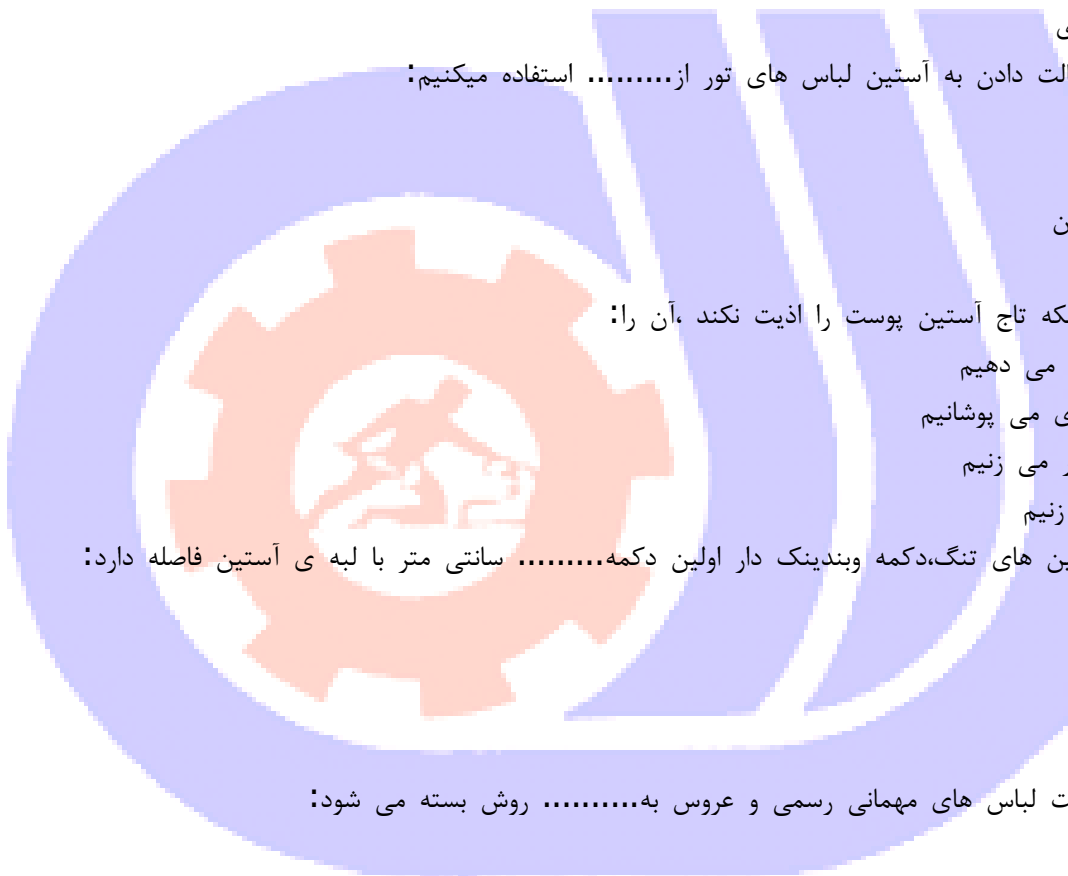 ی
الت دادن به آستین لباس های تور از......... استفاده میکنیم:
ن
که تاج آستین پوست را اذیت نکند ،آن را:
می دهیم
ی می پوشانیم
ر می زنیم
زنیم
ین های تنگ،دکمه وبندینک دار اولین دکمه......... سانتی متر با لبه ی آستین فاصله دارد:
ت لباس های مهمانی رسمی و عروس به.......... روش بسته می شود: